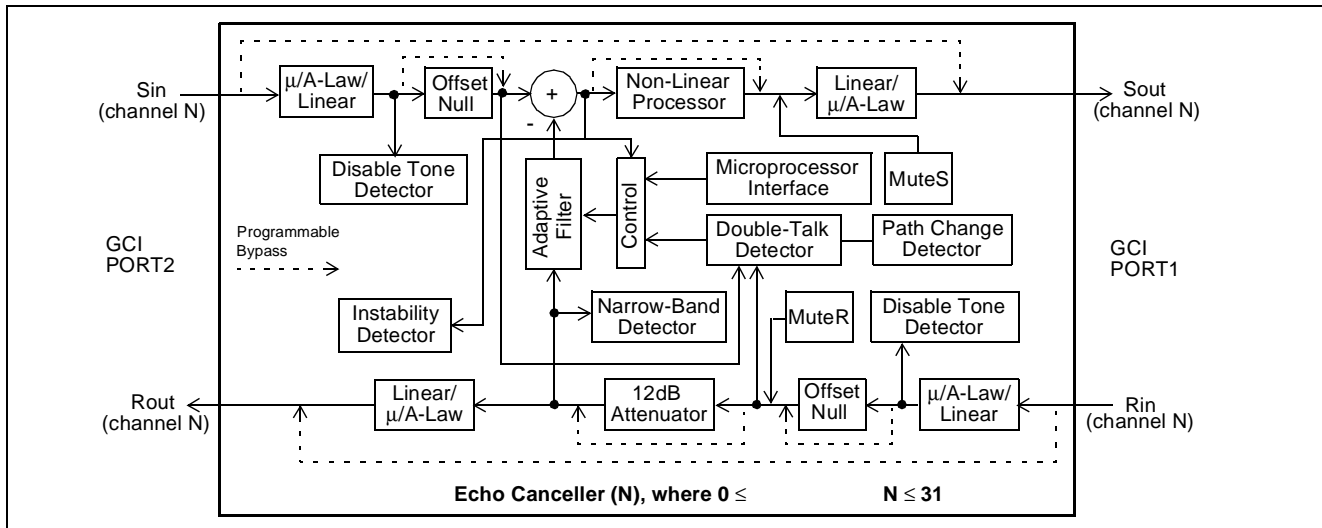 Sin
(channel N)
μ/A-Law/
Linear
Offset
Null
+
-
Non-Linear
Processor
Linear/
μ/A-Law
Sout
(channel N)
Disable Tone
Detector
Adaptive
Filter
Control
Microprocessor
Interface
MuteS
GCI
PORT2
Programmable
Bypass
Double-Talk
Detector
Path Change
Detector
GCI
PORT1
Instability
Detector
Narrow-Band
Detector
MuteR
Disable Tone
Detector
Rout
(channel N)
Linear/
μ/A-Law
12dB
Attenuator
Offset
Null
μ/A-Law/
Linear
Rin
(channel N)
Echo Canceller (N), where 0 ≤ N ≤ 31